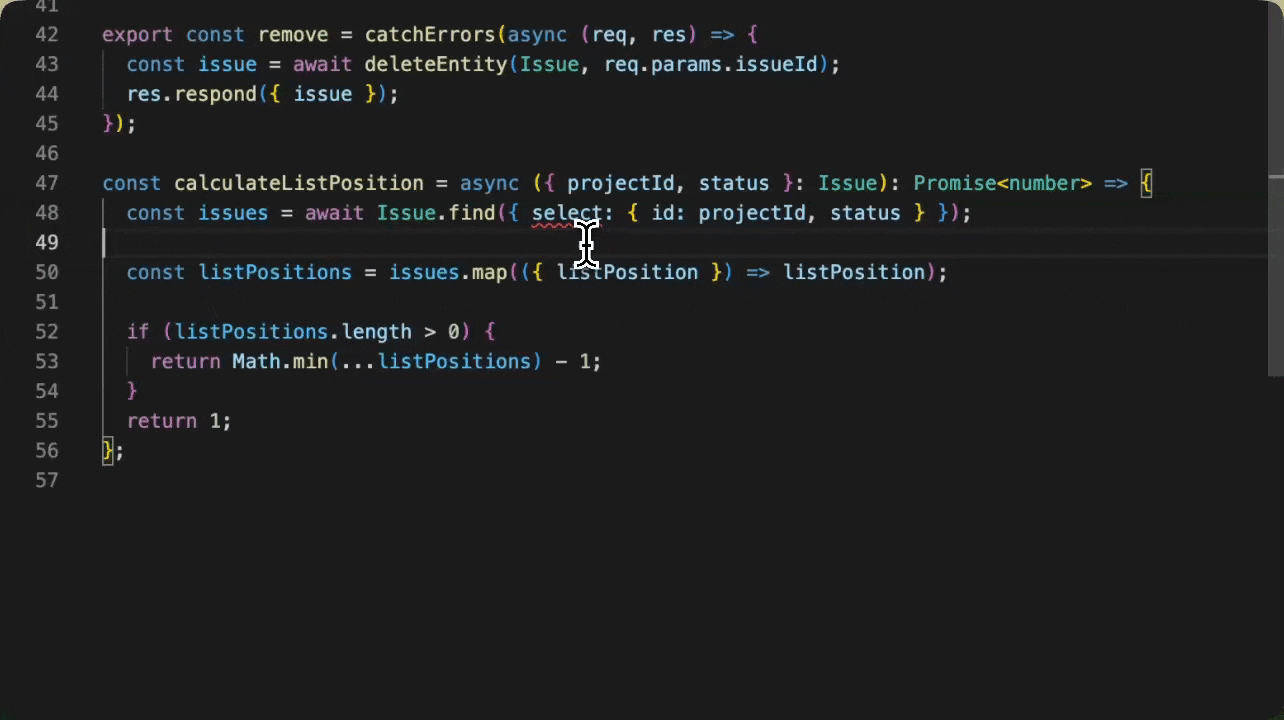 41
42 export const remove = catchErrors(async (req, res) => {
43   const issue = await deleteEntity(Issue, req.params.issueId);
44   res.respond({ issue });
45 });
46
47 const calculateListPosition = async ({ projectId, status }: Issue): Promise<number> => {
48   const issues = await Issue.find({ select: { id: projectId, status } });
49
50   const listPositions = issues.map(({ listPosition }) => listPosition);
51
52   if (listPositions.length > 0) {
53     return Math.min(...listPositions) - 1;
54   }
55   return 1;
56 };
57